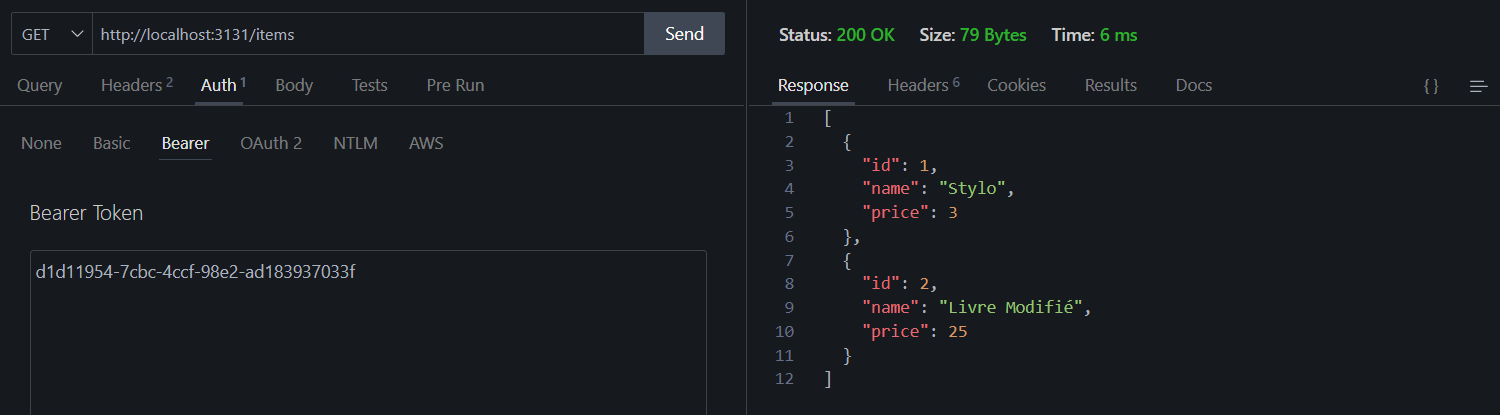 GET http://localhost:3131/items Send
Query Headers 2 Auth 1 Body Tests Pre Run
None Basic Bearer OAuth 2 NTLM AWS
Bearer Token
d1d11954-7cbc-4ccf-98e2-ad183937033f
Status: 200 OK Size: 79 Bytes Time: 6 ms
Response Headers 6 Cookies Results Docs { }
1 [
2 {
3 "id": 1,
4 "name": "Stylo",
5 "price": 3
6 },
7 {
8 "id": 2,
9 "name": "Livre Modifié",
10 "price": 25
11 }
12 ]